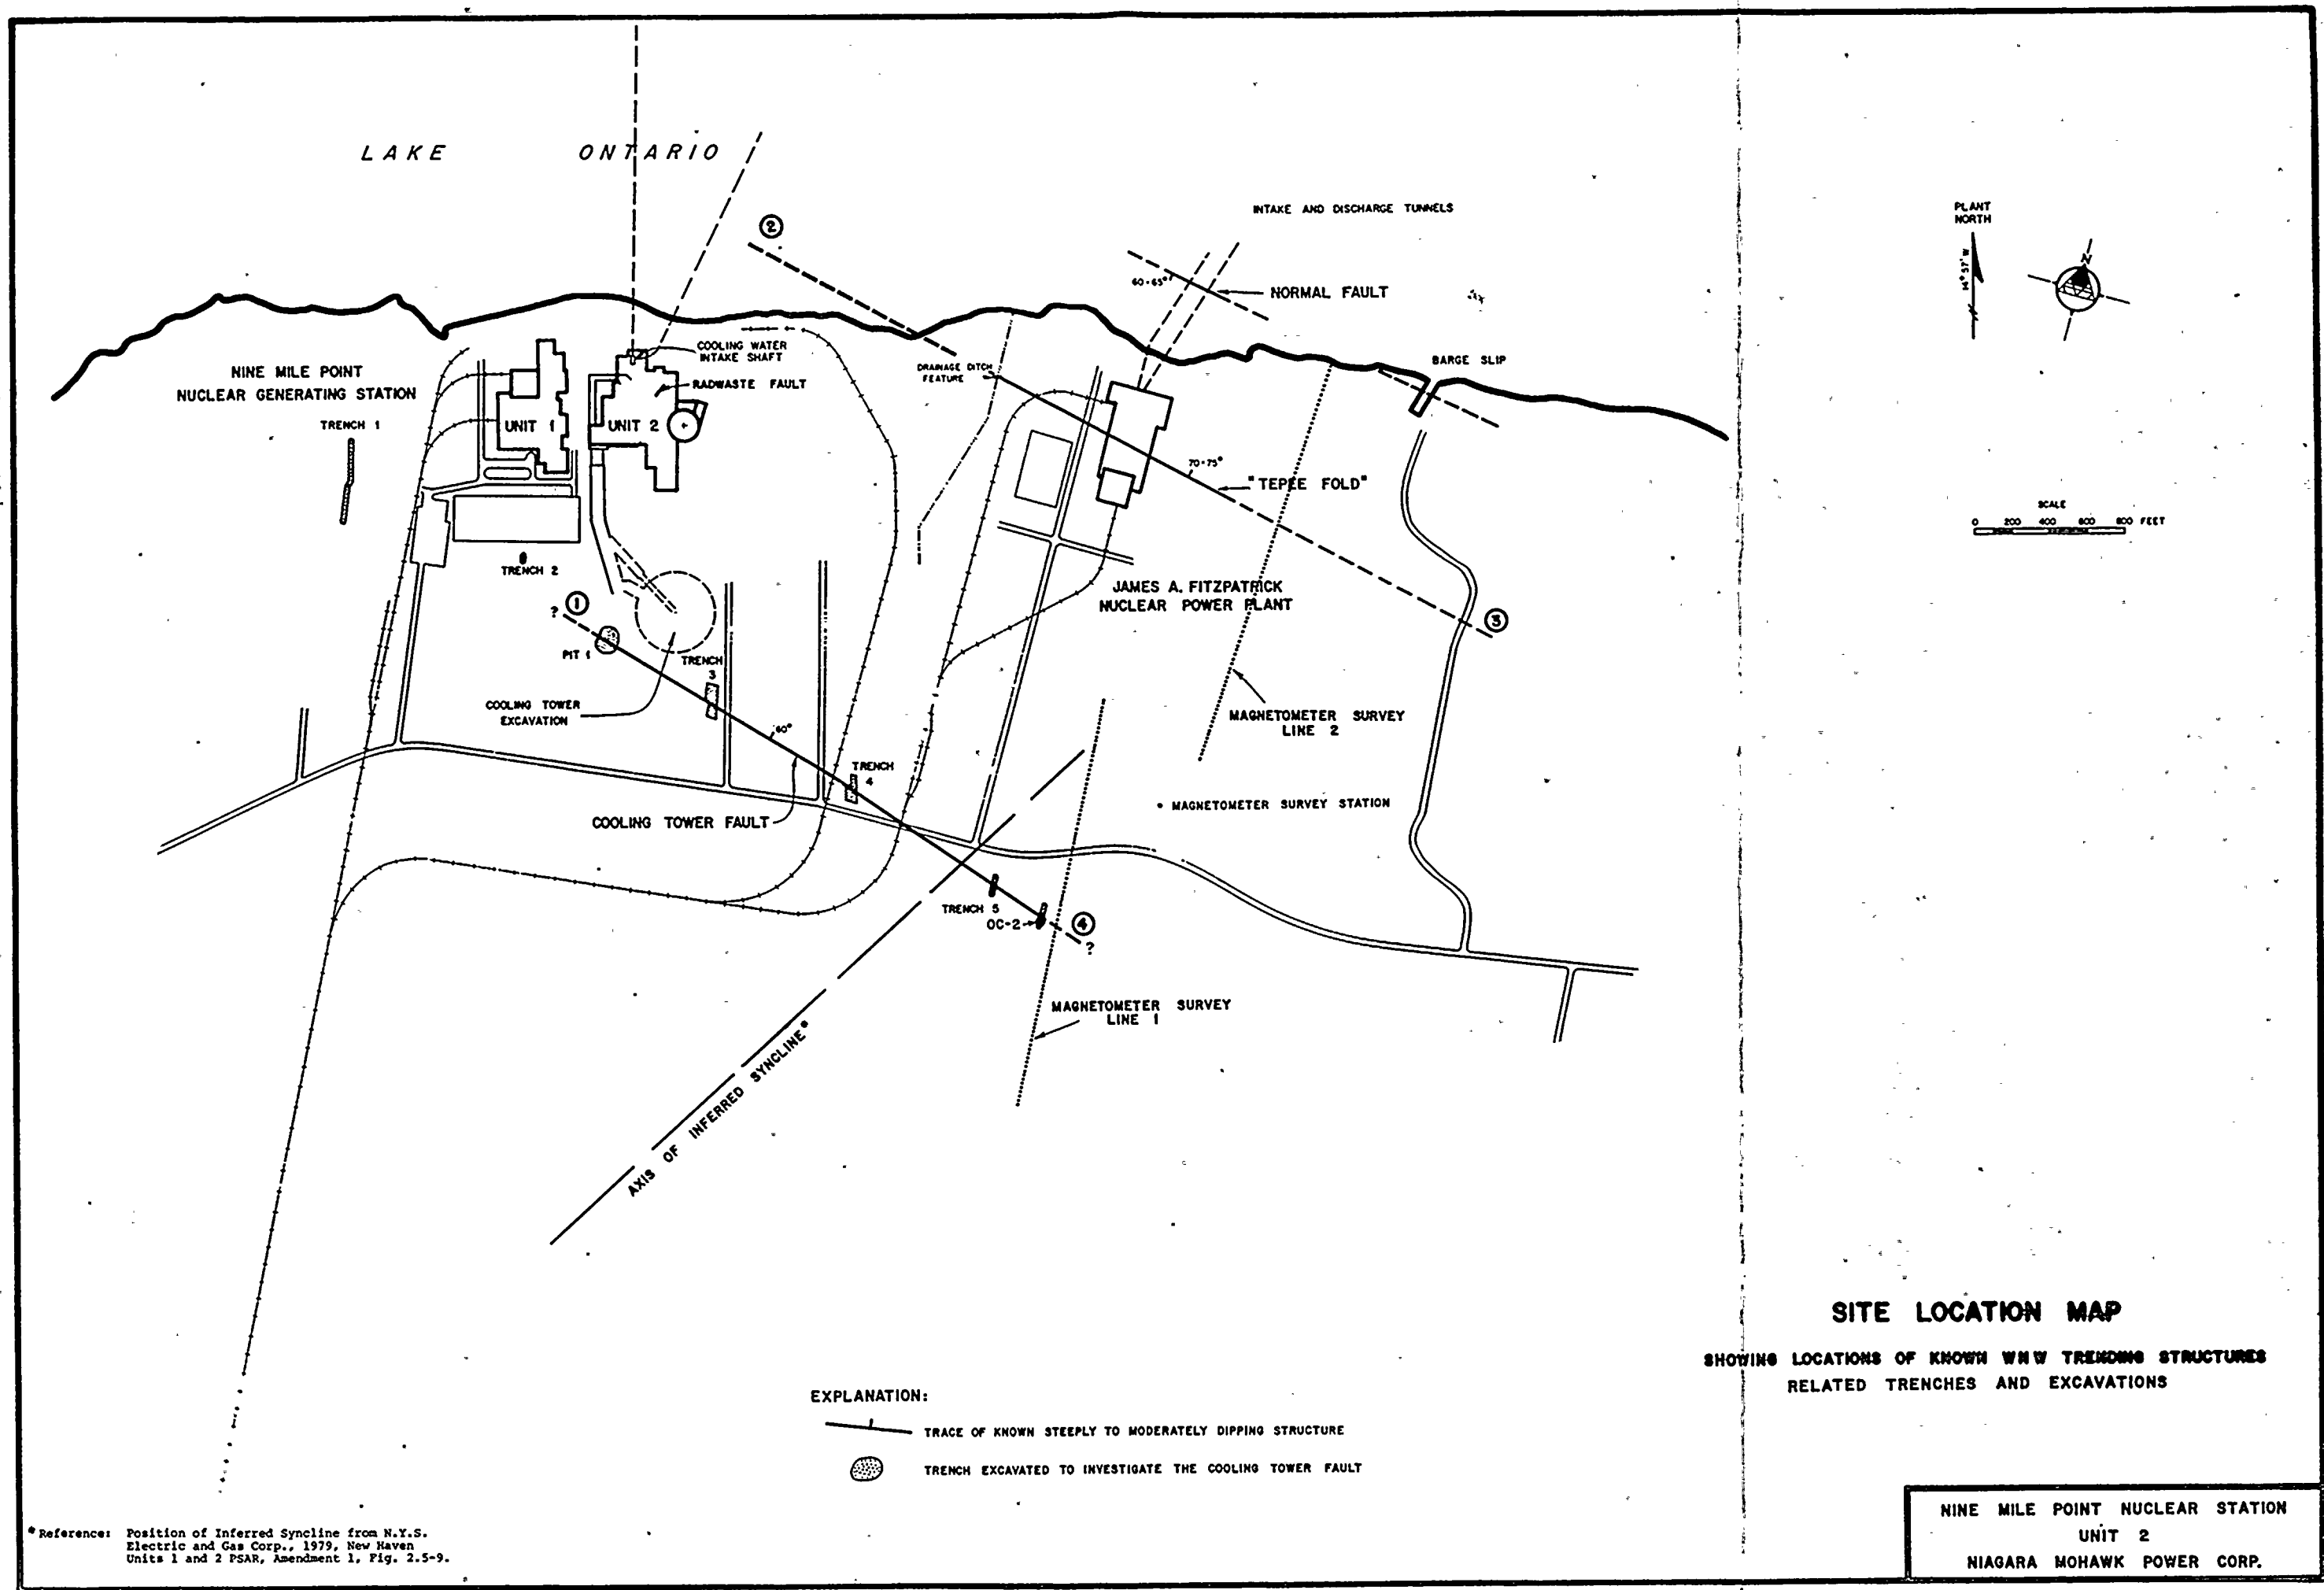 LAKE ONTARIO
②
INTAKE AND DISCHARGE TUNNELS
PLANT
NORTH
14° 57' W
N
60-65°
NORMAL FAULT
COOLING WATER
INTAKE SHAFT
RADWASTE FAULT
DRAINAGE DITCH
FEATURE
BARGE SLIP
NINE MILE POINT
NUCLEAR GENERATING STATION
TRENCH 1
UNIT 1
UNIT 2
70-75°
"TEPEE FOLD"
SCALE
0 200 400 600 800 FEET
TRENCH 2
JAMES A. FITZPATRICK
NUCLEAR POWER PLANT
?
①
③
PIT 1
TRENCH
3
COOLING TOWER
EXCAVATION
60°
MAGNETOMETER SURVEY
LINE 2
TRENCH
4
• MAGNETOMETER SURVEY STATION
COOLING TOWER FAULT
TRENCH 5
OC-2
④
?
MAGNETOMETER SURVEY
LINE 1
AXIS OF INFERRED SYNCLINE*
SITE LOCATION MAP
SHOWING LOCATIONS OF KNOWN WNW TRENDING STRUCTURES
RELATED TRENCHES AND EXCAVATIONS
EXPLANATION:
TRACE OF KNOWN STEEPLY TO MODERATELY DIPPING STRUCTURE
TRENCH EXCAVATED TO INVESTIGATE THE COOLING TOWER FAULT
*Reference: Position of Inferred Syncline from N.Y.S.
Electric and Gas Corp., 1979, New Haven
Units 1 and 2 PSAR, Amendment 1, Fig. 2.5-9.
NINE MILE POINT NUCLEAR STATION
UNIT 2
NIAGARA MOHAWK POWER CORP.